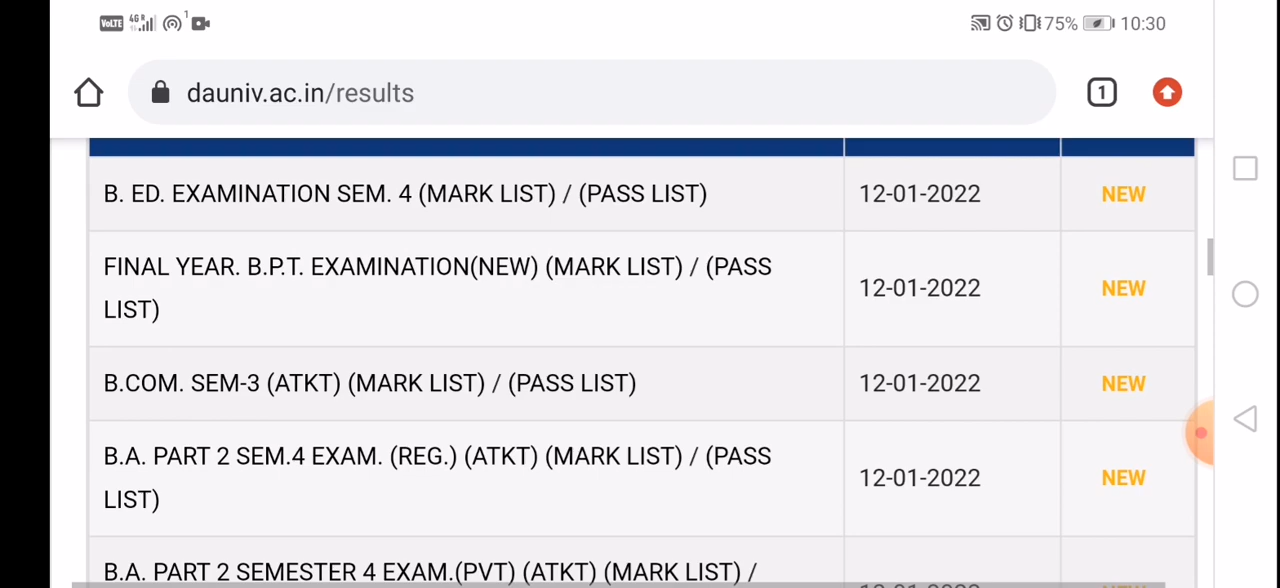 VoLTE 4G R 1 75% 10:30
dauniv.ac.in/results 1
B. ED. EXAMINATION SEM. 4 (MARK LIST) / (PASS LIST) 12-01-2022 NEW
FINAL YEAR. B.P.T. EXAMINATION(NEW) (MARK LIST) / (PASS
LIST) 12-01-2022 NEW
B.COM. SEM-3 (ATKT) (MARK LIST) / (PASS LIST) 12-01-2022 NEW
B.A. PART 2 SEM.4 EXAM. (REG.) (ATKT) (MARK LIST) / (PASS
LIST) 12-01-2022 NEW
B.A. PART 2 SEMESTER 4 EXAM.(PVT) (ATKT) (MARK LIST) /